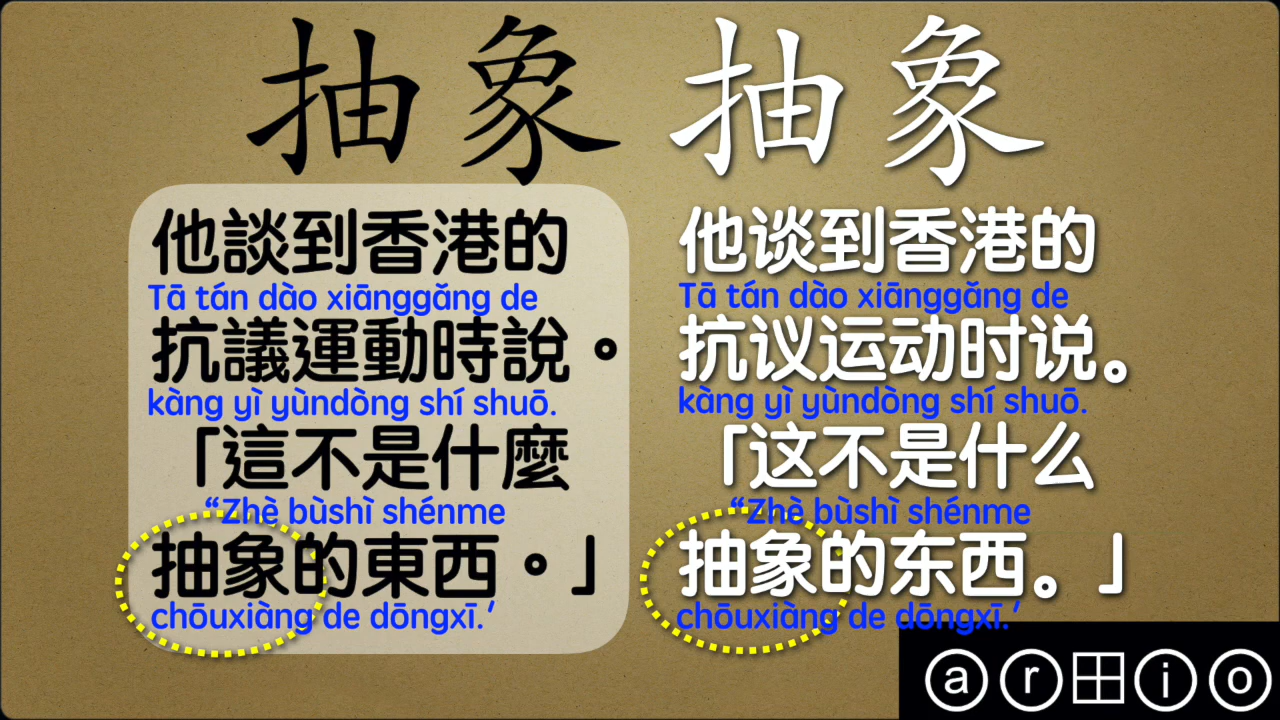 抽象
抽象
他談到香港的
Tā tán dào xiānggǎng de
抗議運動時說。
kàng yì yùndòng shí shuō.
「這不是什麼
“Zhè bùshì shénme
抽象的東西。」
chōuxiàng de dōngxī.’
他谈到香港的
Tā tán dào xiānggǎng de
抗议运动时说。
kàng yì yùndòng shí shuō.
「这不是什么
“Zhè bùshì shénme
抽象的东西。」
chōuxiàng de dōngxī.’
ar田io